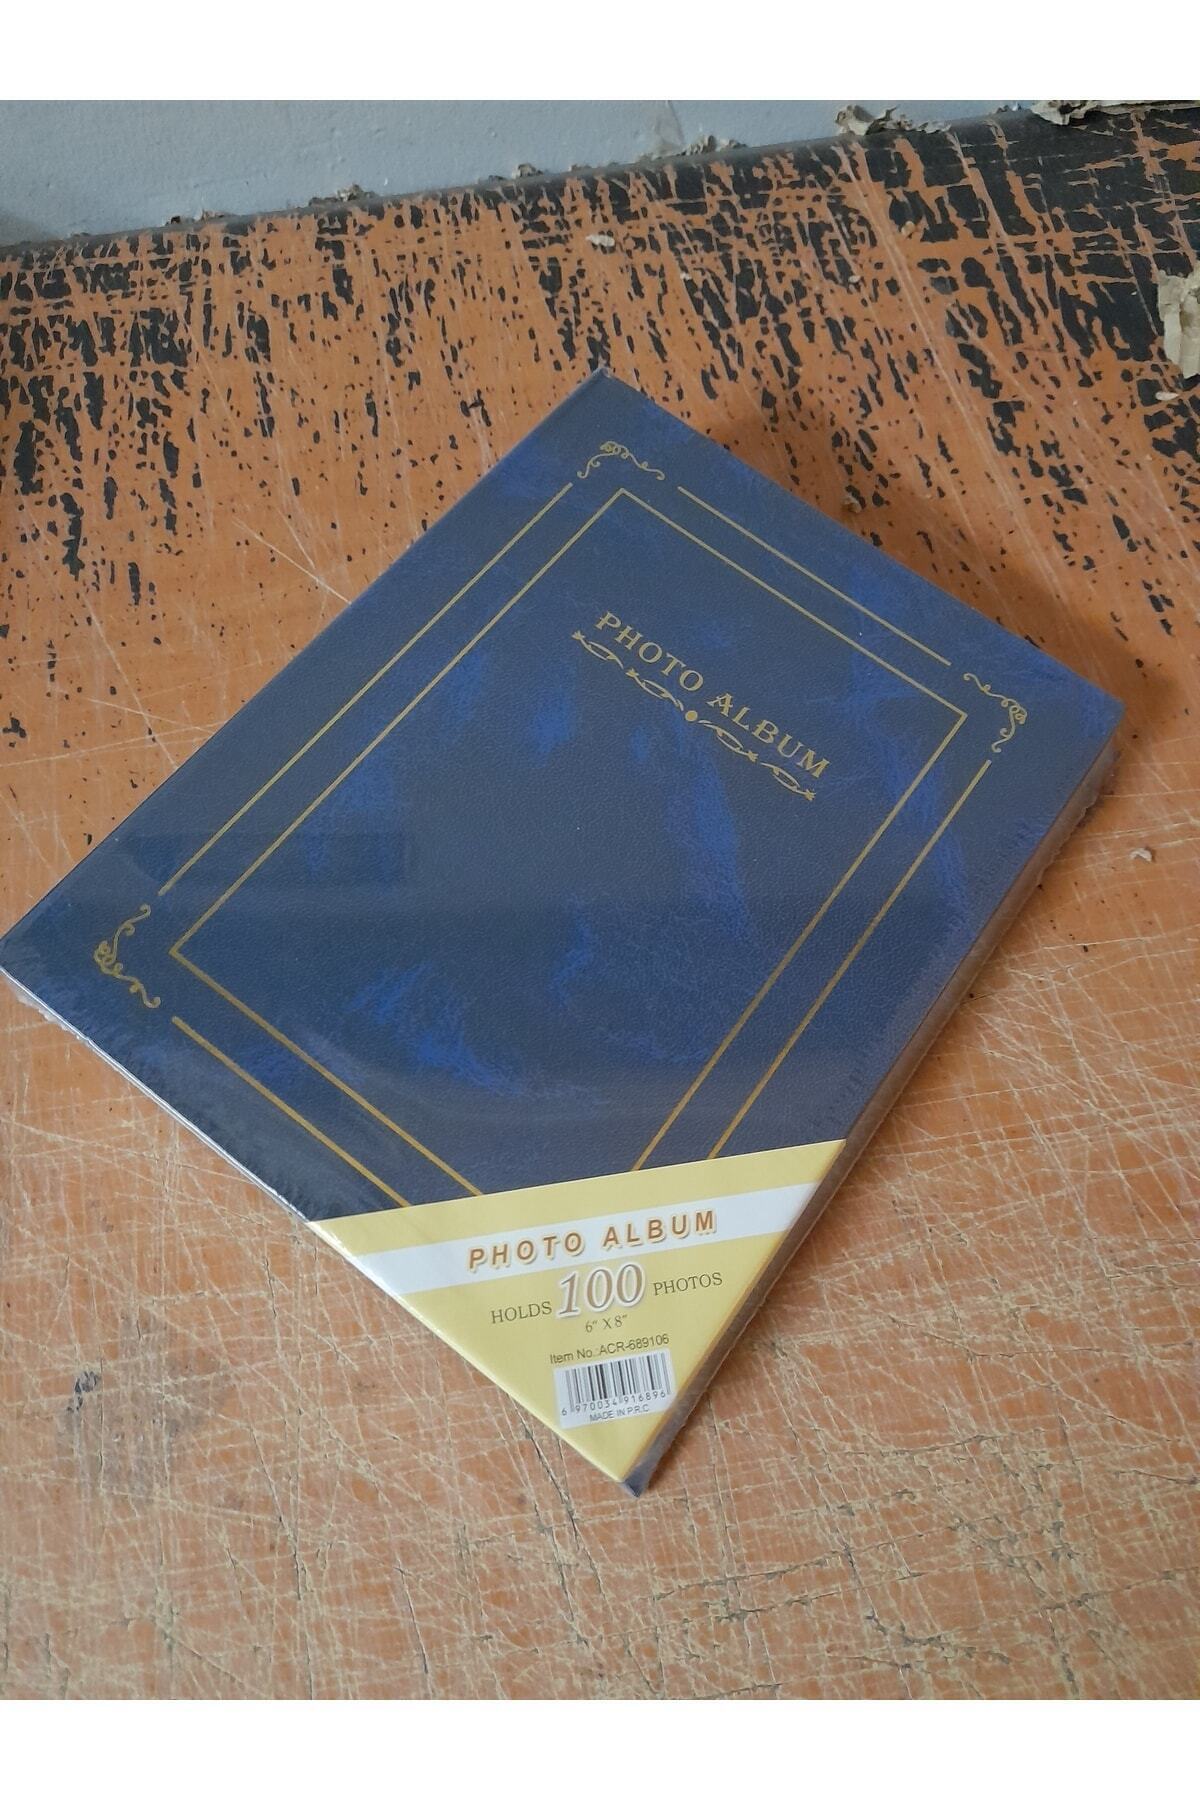 PHOTO ALBUM
PHOTO ALBUM
HOLDS 100 PHOTOS
6" X 8"
Item No.:ACR-689106
6 970034 916896
MADE IN P.R.C